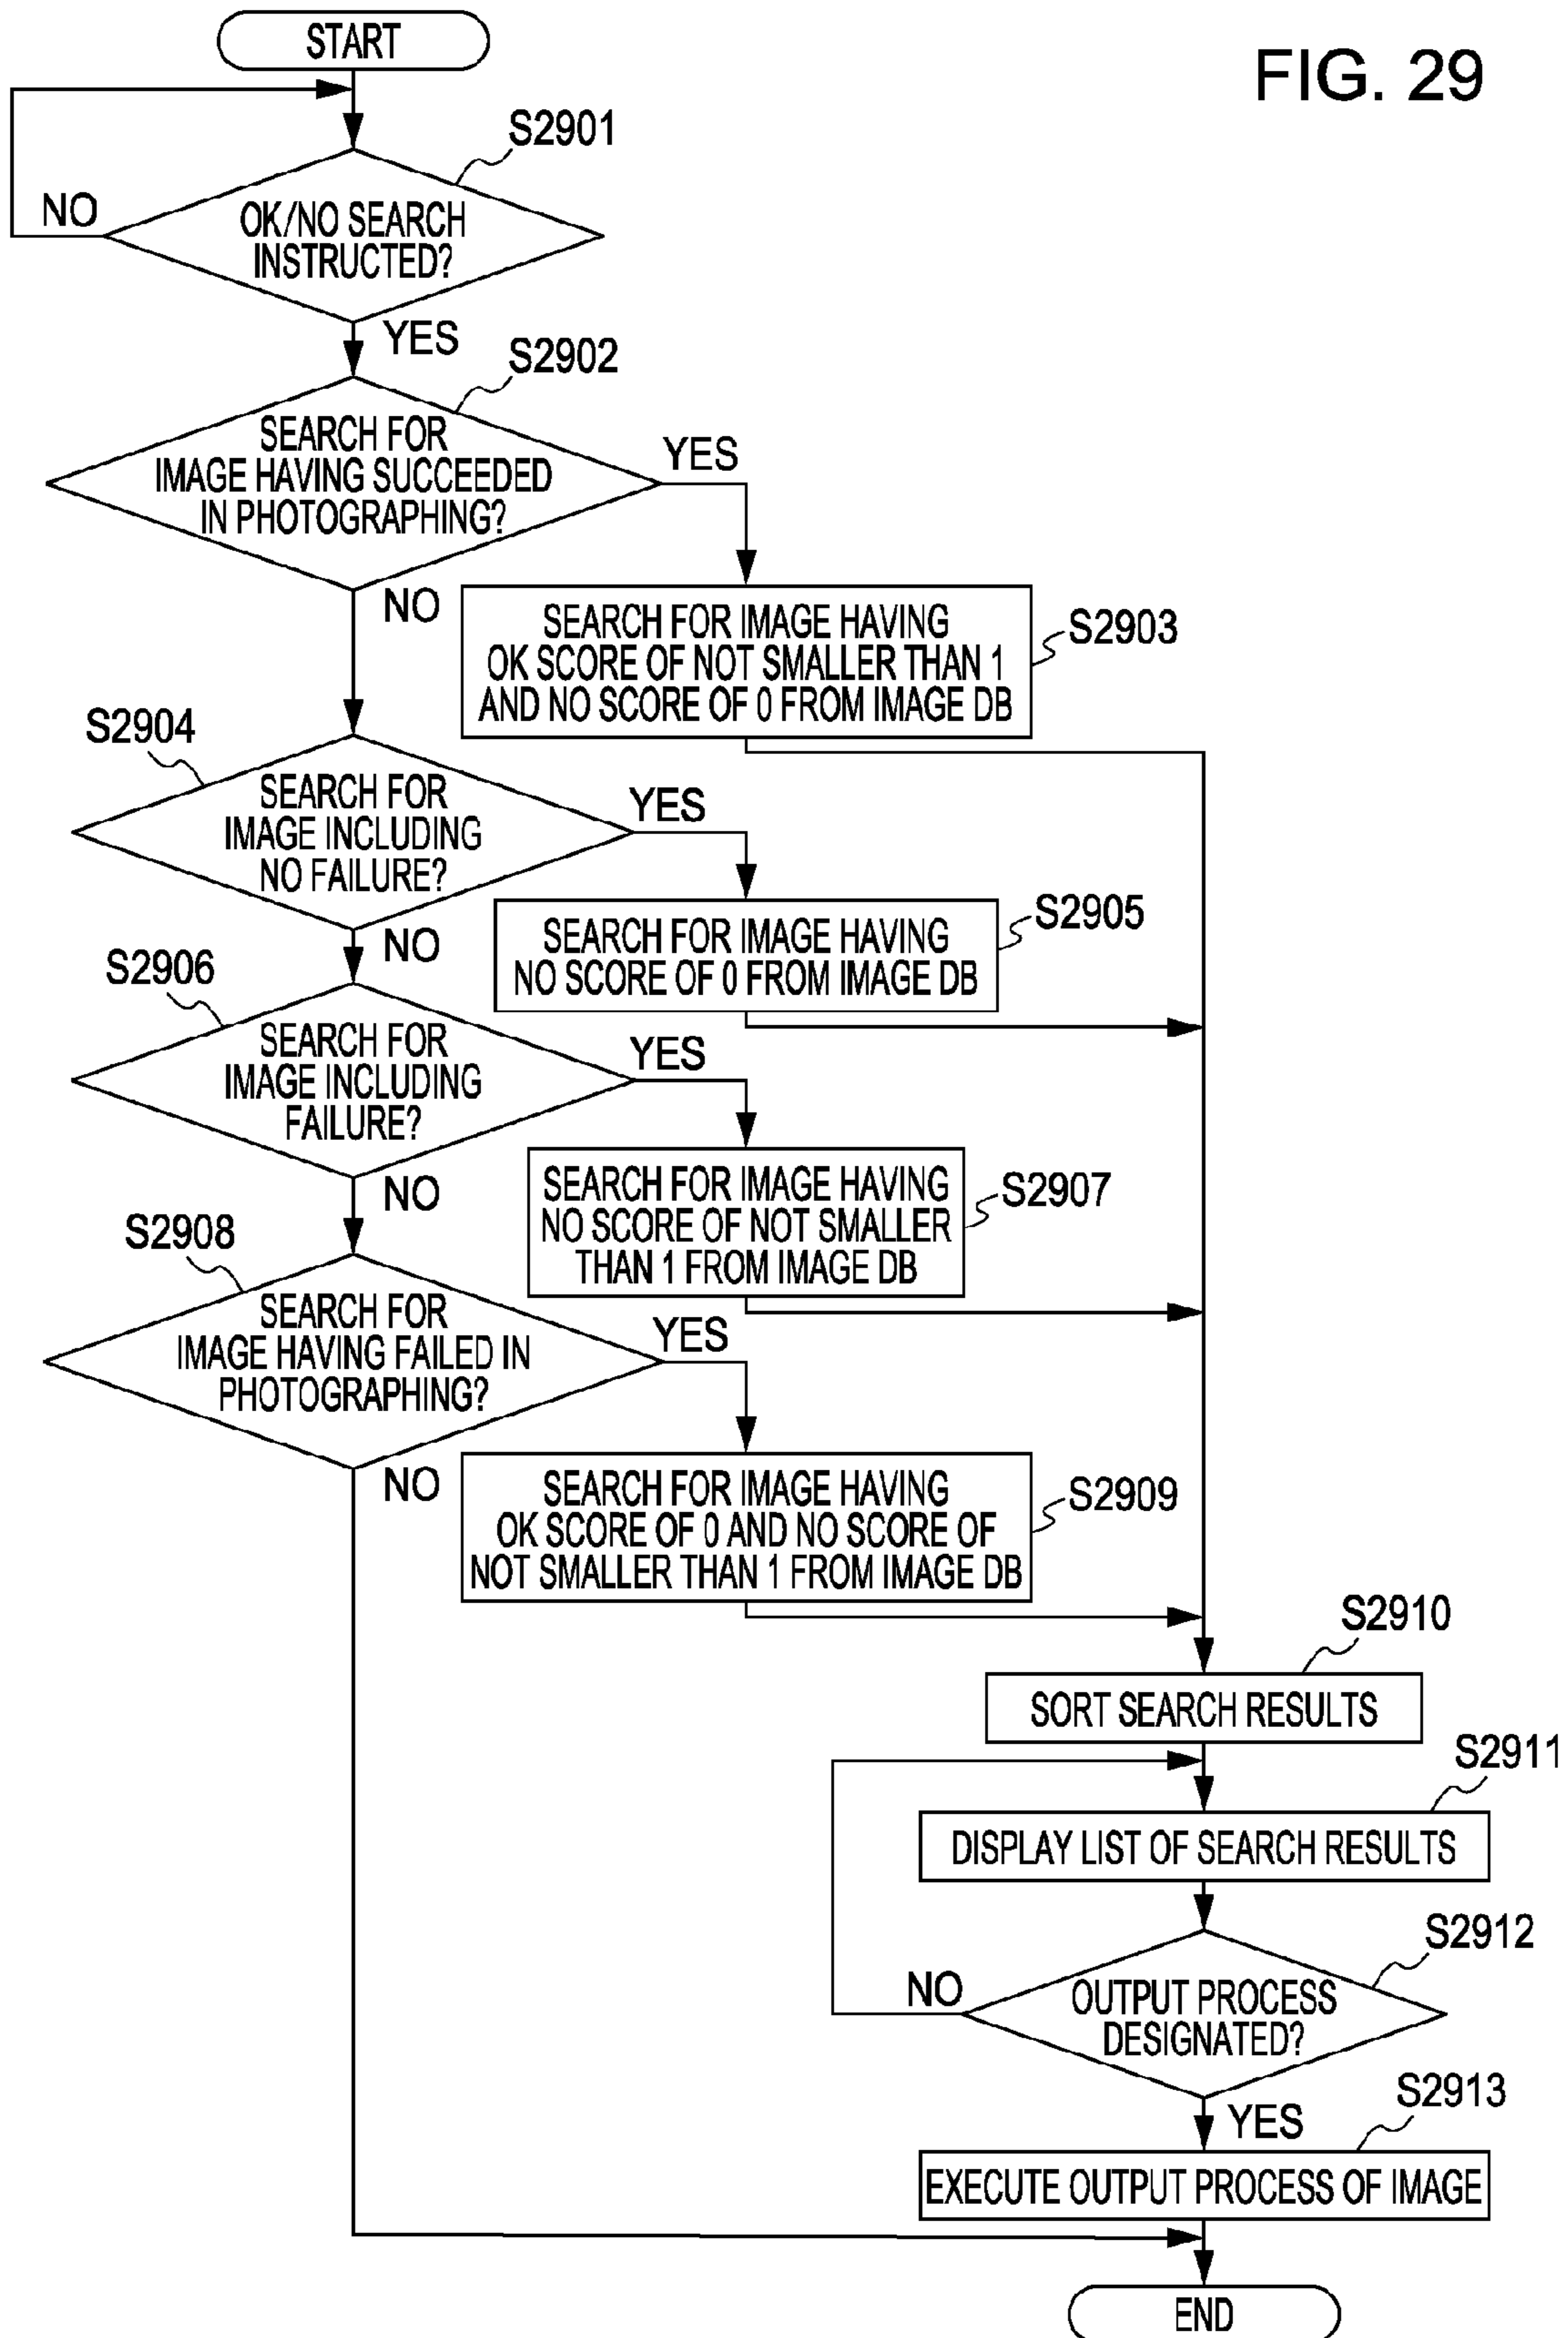 START
FIG. 29
S2901
NO
OK/NO SEARCH
INSTRUCTED?
YES
S2902
SEARCH FOR
IMAGE HAVING SUCCEEDED
IN PHOTOGRAPHING?
YES
NO
SEARCH FOR IMAGE HAVING
OK SCORE OF NOT SMALLER THAN 1
AND NO SCORE OF 0 FROM IMAGE DB
S2903
S2904
SEARCH FOR
IMAGE INCLUDING
NO FAILURE?
YES
NO
SEARCH FOR IMAGE HAVING
NO SCORE OF 0 FROM IMAGE DB
S2905
S2906
SEARCH FOR
IMAGE INCLUDING
FAILURE?
YES
NO
SEARCH FOR IMAGE HAVING
NO SCORE OF NOT SMALLER
THAN 1 FROM IMAGE DB
S2907
S2908
SEARCH FOR
IMAGE HAVING FAILED IN
PHOTOGRAPHING?
YES
NO
SEARCH FOR IMAGE HAVING
OK SCORE OF 0 AND NO SCORE OF
NOT SMALLER THAN 1 FROM IMAGE DB
S2909
S2910
SORT SEARCH RESULTS
S2911
DISPLAY LIST OF SEARCH RESULTS
S2912
NO
OUTPUT PROCESS
DESIGNATED?
YES
S2913
EXECUTE OUTPUT PROCESS OF IMAGE
END